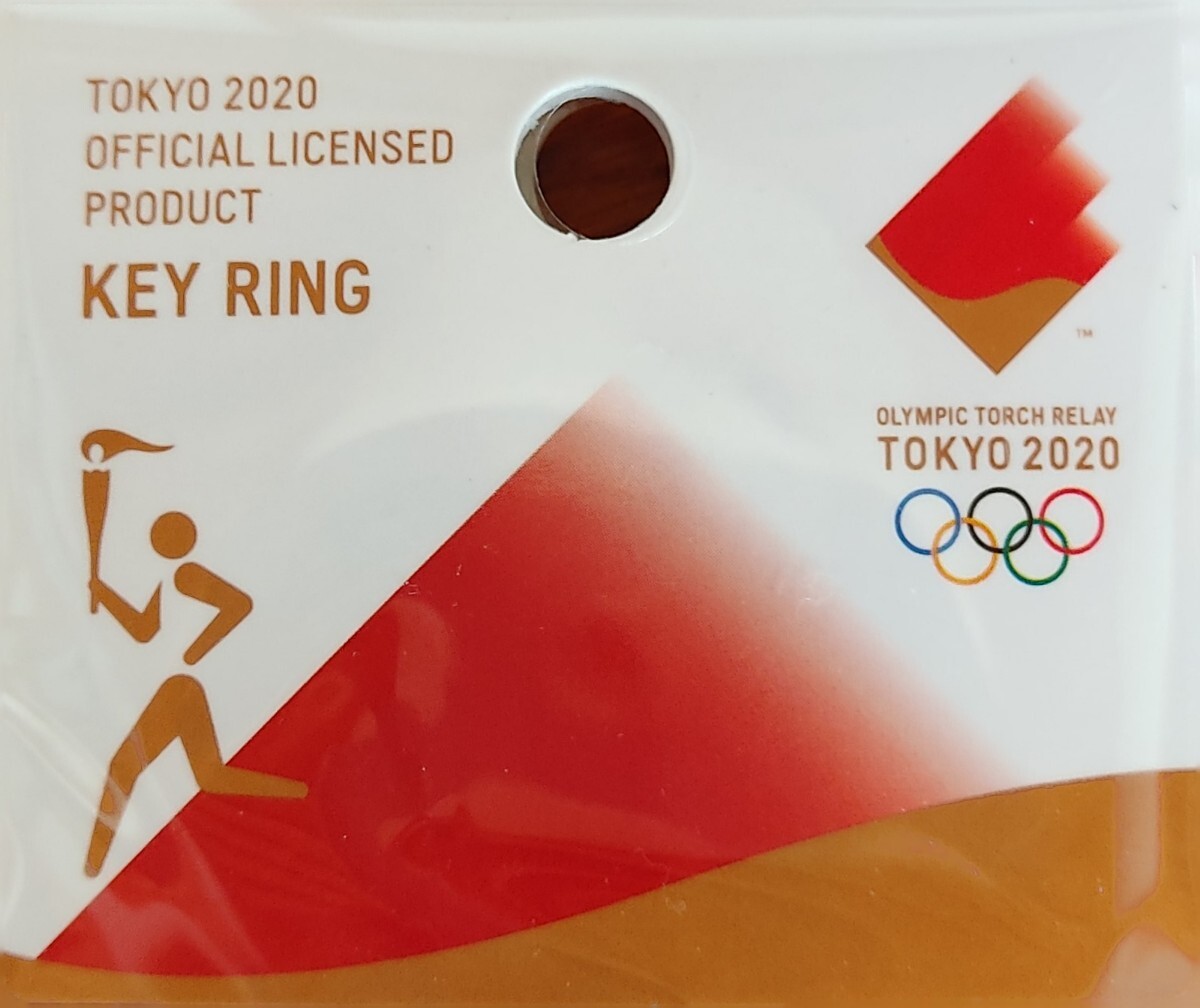 TOKYO 2020
OFFICIAL LICENSED
PRODUCT
KEY RING
TM
OLYMPIC TORCH RELAY
TOKYO 2020